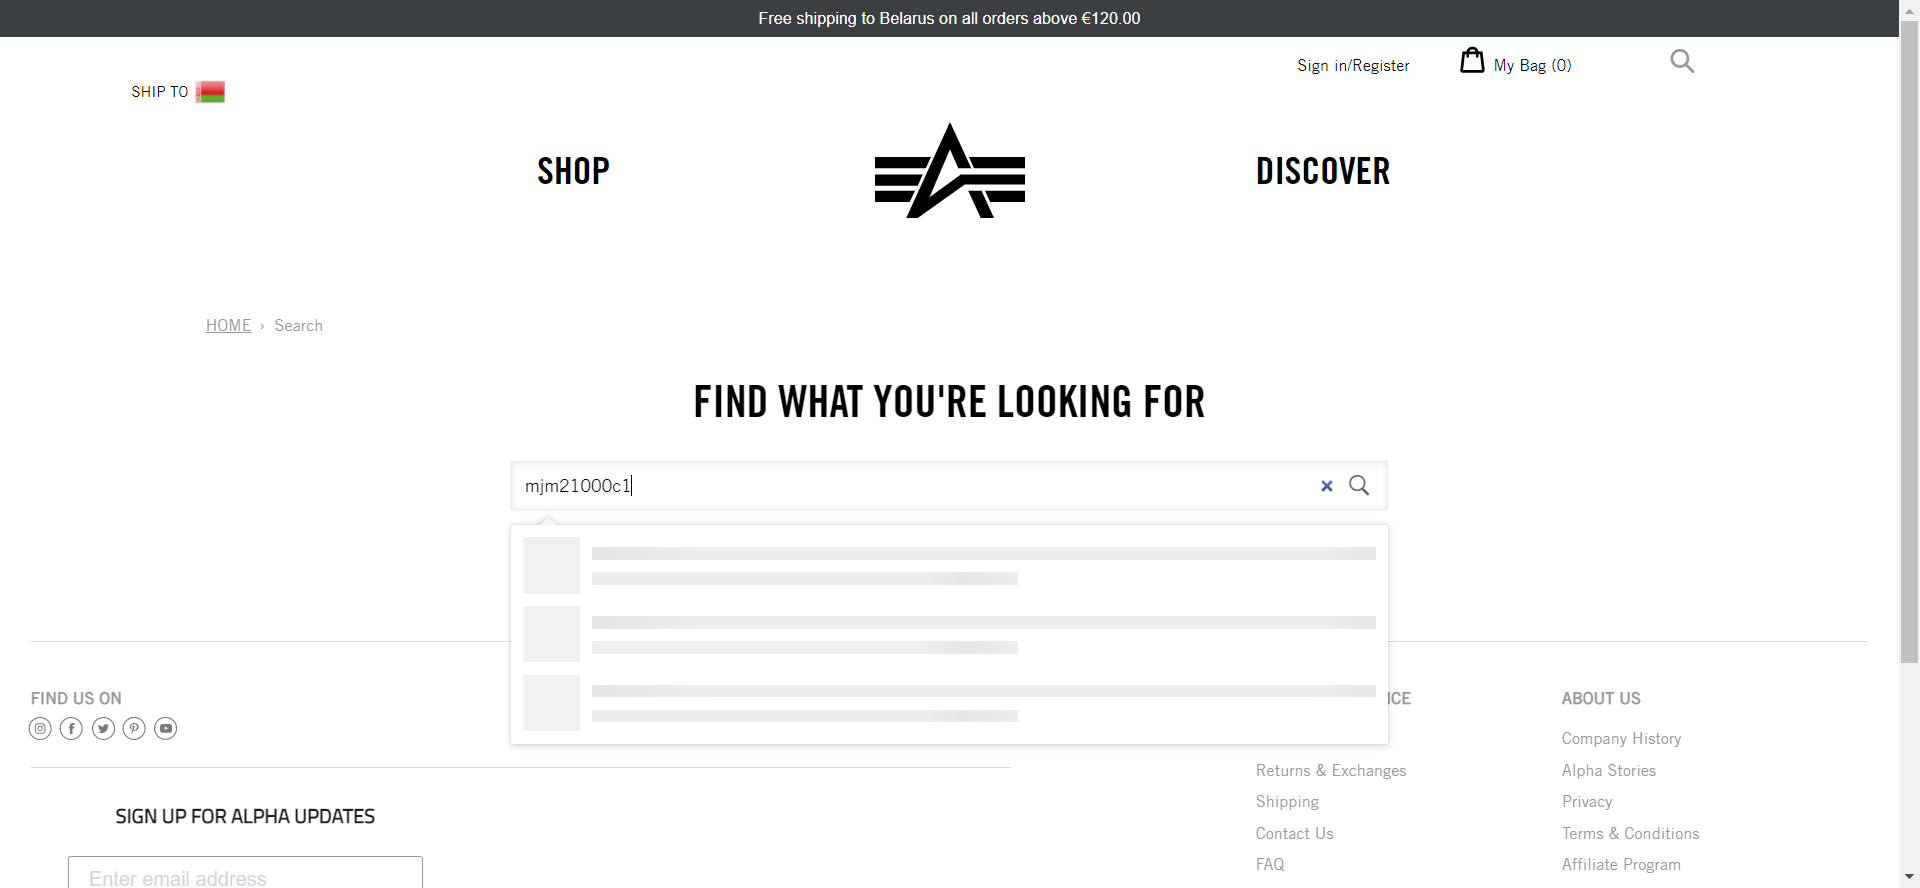 Free shipping to Belarus on all orders above €120.00
Sign in/Register
My Bag (0)
SHIP TO
SHOP
DISCOVER
HOME › Search
FIND WHAT YOU'RE LOOKING FOR
mjm21000c1
FIND US ON
ICE
ABOUT US
Company History
Returns & Exchanges
Alpha Stories
Shipping
Privacy
SIGN UP FOR ALPHA UPDATES
Contact Us
Terms & Conditions
FAQ
Affiliate Program
Enter email address